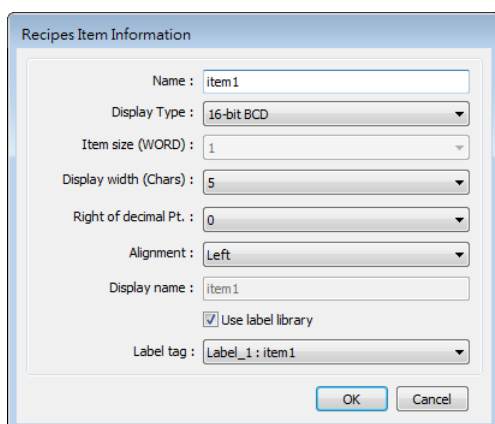 Recipes Item Information
Name : item1
Display Type : 16-bit BCD
Item size (WORD) : 1
Display width (Chars) : 5
Right of decimal Pt. : 0
Alignment : Left
Display name : item1
Use label library
Label tag : Label_1 : item1
OK Cancel